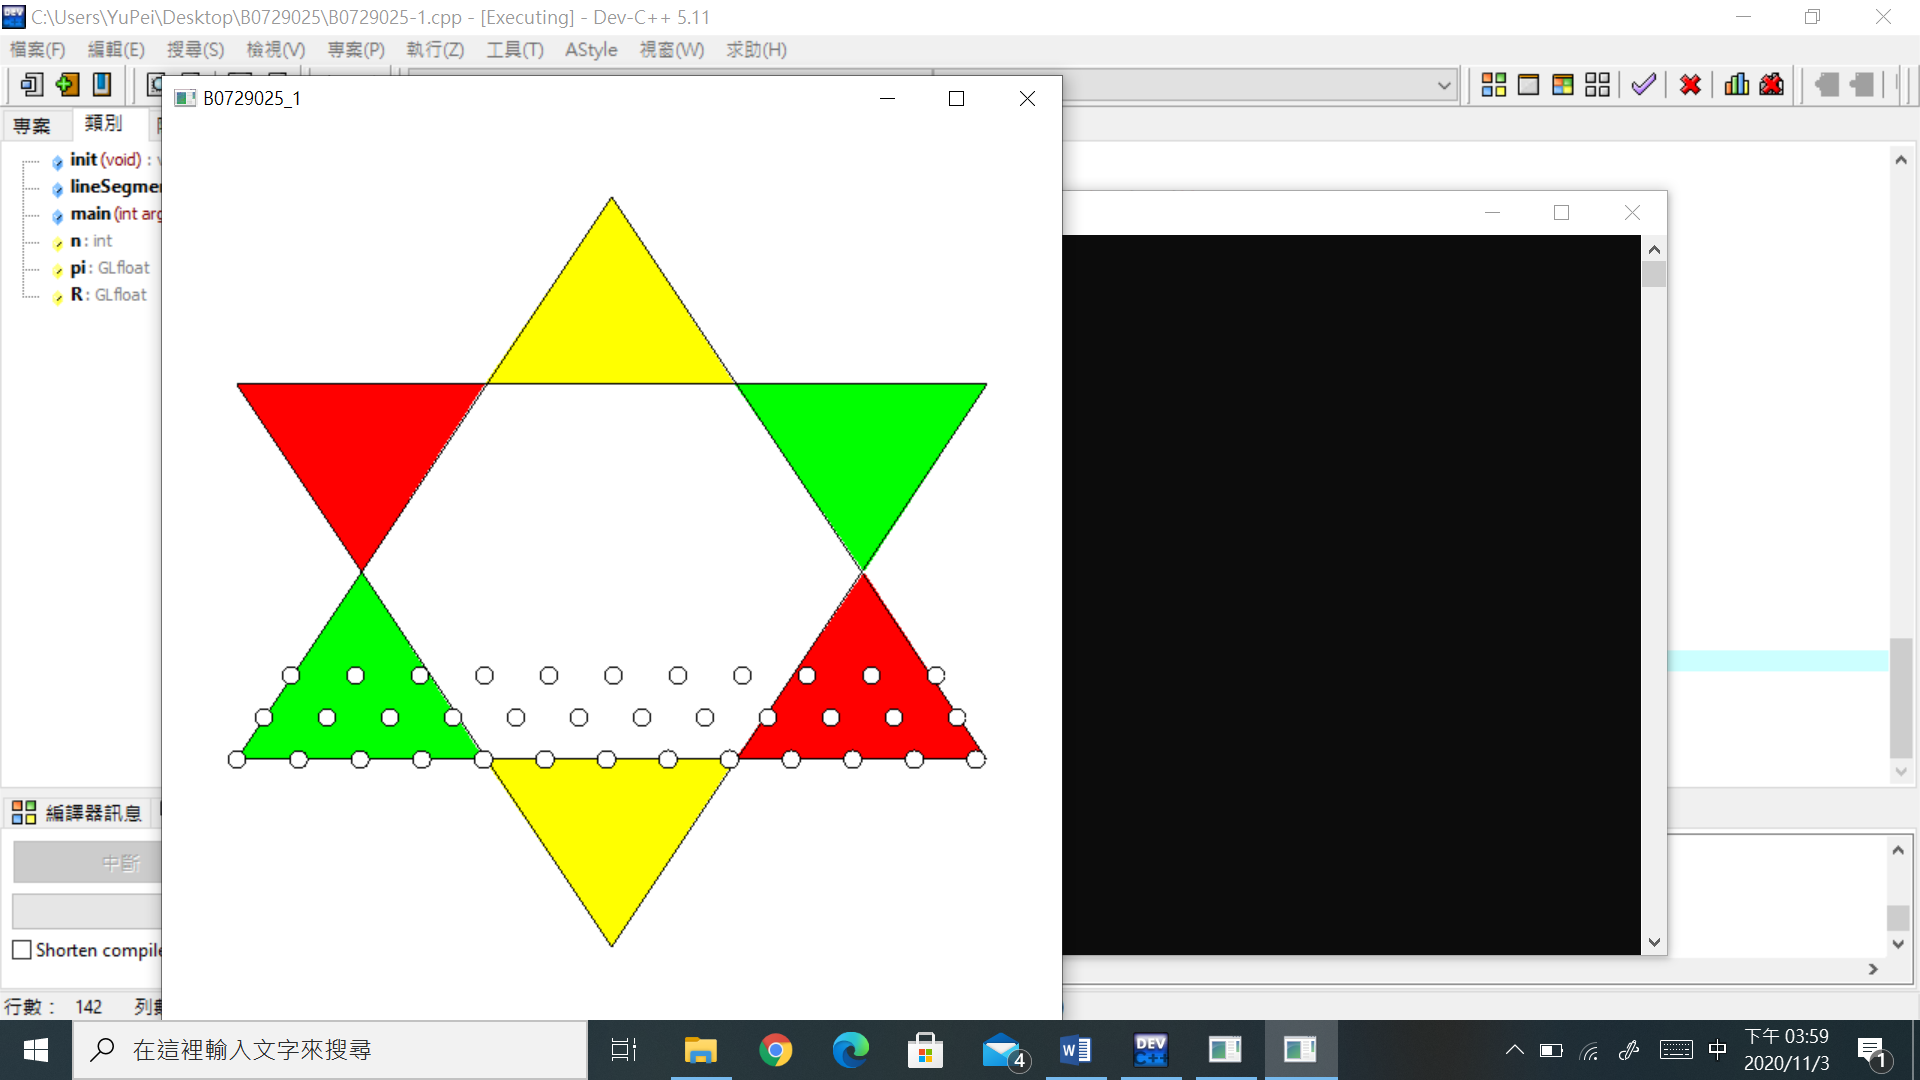 C:\Users\YuPei\Desktop\B0729025\B0729025-1.cpp - [Executing] - Dev-C++ 5.11
檔案(F) 編輯(E) 搜尋(S) 檢視(V) 專案(P) 執行(Z) 工具(T) AStyle 視窗(W) 求助(H)
B0729025_1
專案 類別
init (void) :
lineSegme
main (int arg
n : int
pi : GLfloat
R : GLfloat
編譯器訊息
中斷
Shorten compile
行數： 142 列
在這裡輸入文字來搜尋
DEV C++
4
中
下午 03:59
2020/11/3
1